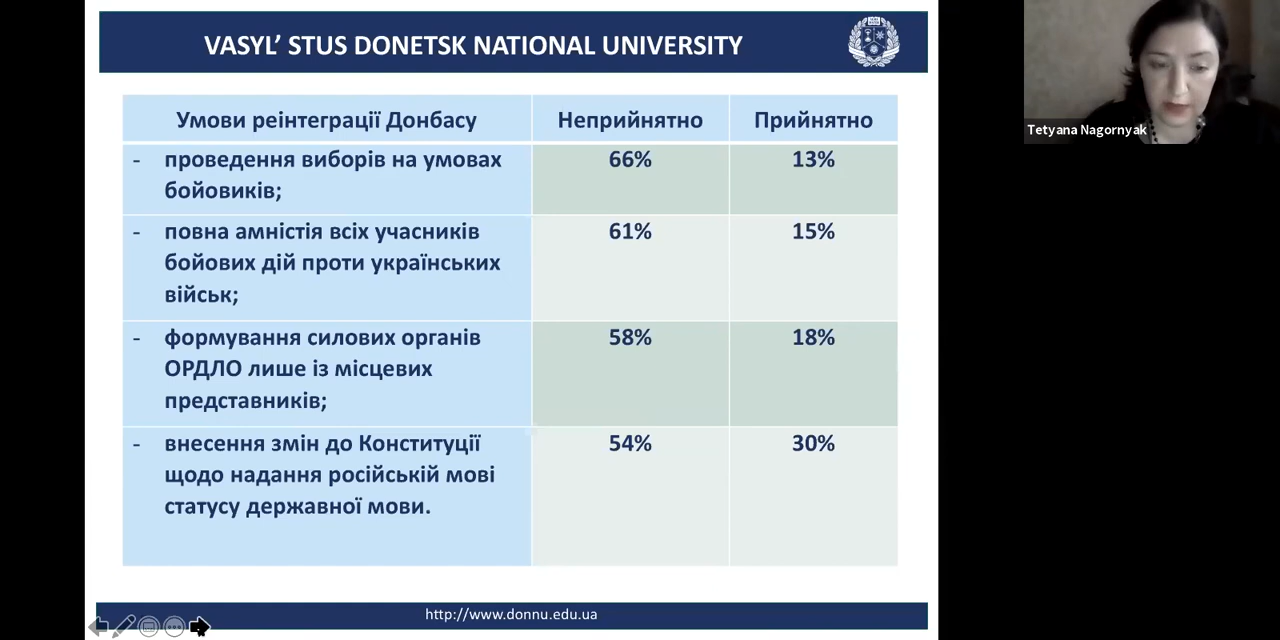 VASYL’ STUS DONETSK NATIONAL UNIVERSITY
Tetyana Nagornyak
Умови реінтеграції Донбасу
Неприйнятно
Прийнятно
- проведення виборів на умовах
бойовиків;
66%
13%
- повна амністія всіх учасників
бойових дій проти українських
військ;
61%
15%
- формування силових органів
ОРДЛО лише із місцевих
представників;
58%
18%
- внесення змін до Конституції
щодо надання російській мові
статусу державної мови.
54%
30%
http://www.donnu.edu.ua